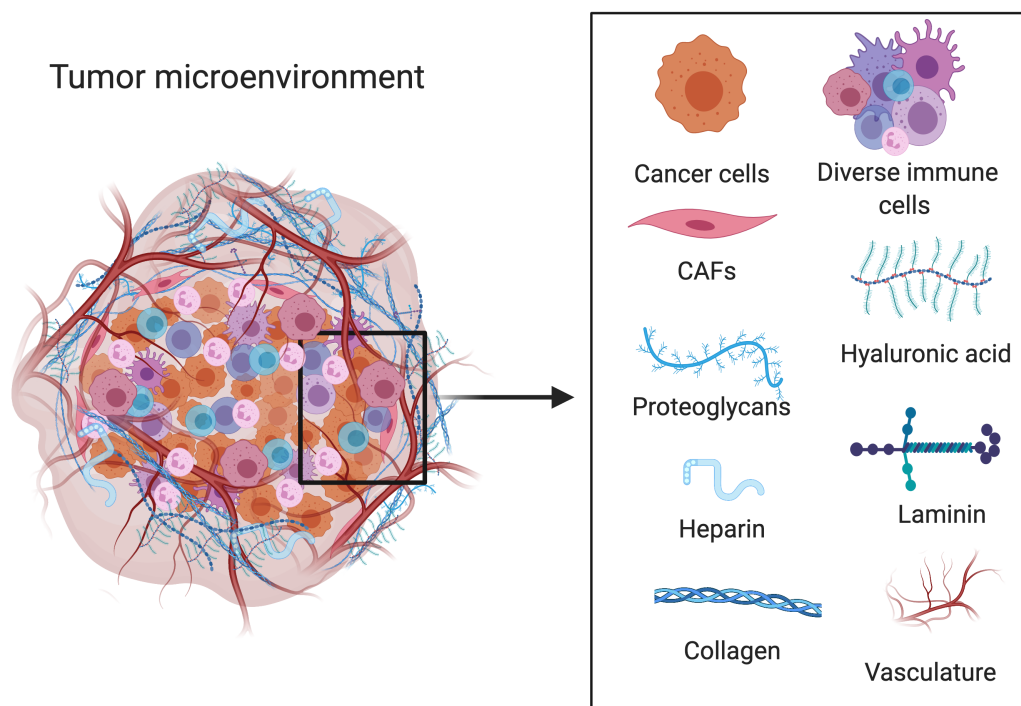 Tumor microenvironment
Cancer cells
Diverse immune
cells
CAFs
Hyaluronic acid
Proteoglycans
Heparin
Laminin
Collagen
Vasculature